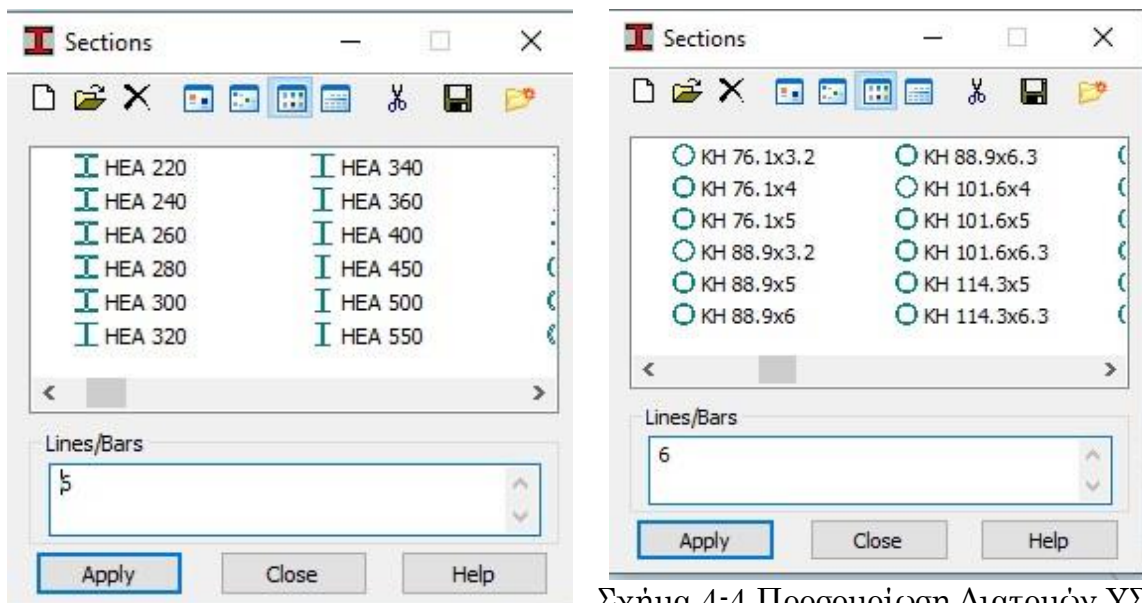 Sections
HEA 220 HEA 340
HEA 240 HEA 360
HEA 260 HEA 400
HEA 280 HEA 450
HEA 300 HEA 500
HEA 320 HEA 550
Lines/Bars
5
Apply Close Help
Sections
KH 76.1x3.2 KH 88.9x6.3
KH 76.1x4 KH 101.6x4
KH 76.1x5 KH 101.6x5
KH 88.9x3.2 KH 101.6x6.3
KH 88.9x5 KH 114.3x5
KH 88.9x6 KH 114.3x6.3
Lines/Bars
6
Apply Close Help
Σχήμα 4-4 Προσομοίωση Διατομών